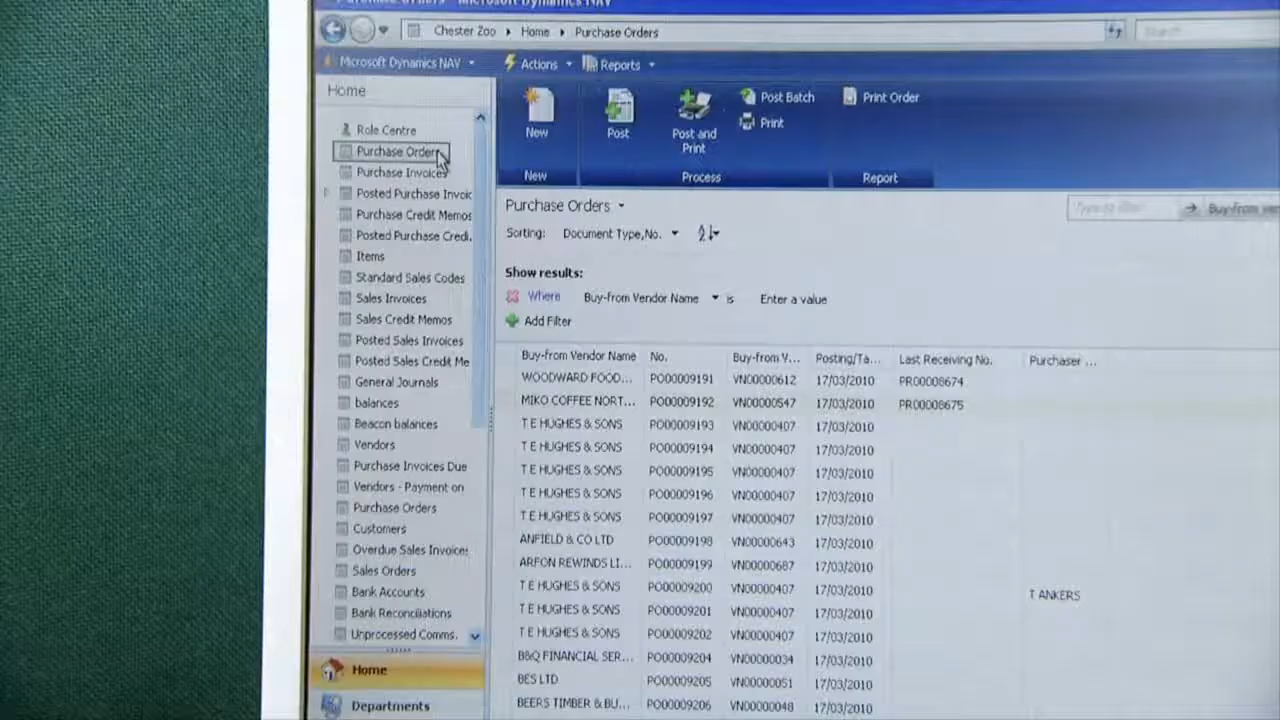 Microsoft Dynamics NAV
Chester Zoo
Home
Purchase Orders
Search
Microsoft Dynamics NAV
Actions
Reports
Home
Role Centre
Purchase Orders
Purchase Invoices
Posted Purchase Invoic
Purchase Credit Memos
Posted Purchase Credi.
Items
Standard Sales Codes
Sales Invoices
Sales Credit Memos
Posted Sales Invoices
Posted Sales Credit Me
General Journals
balances
Beacon balances
Vendors
Purchase Invoices Due
Vendors - Payment on
Purchase Orders
Customers
Overdue Sales Invoices
Sales Orders
Bank Accounts
Bank Reconciliations
Unprocessed Comms.
Home
Departments
New
Post
Post and Print
Post Batch
Print
Print Order
New
Process
Report
Purchase Orders
Type to filter
Buy-from
Sorting: Document Type,No.
Show results:
Where Buy-from Vendor Name is Enter a value
Add Filter
Buy-from Vendor Name No. Buy-from V... Posting/Ta... Last Receiving No. Purchaser ...
WOODWARD FOOD... PO00009191 VN00000612 17/03/2010 PR00008674
MIKO COFFEE NORT... PO00009192 VN00000547 17/03/2010 PR00008675
T E HUGHES & SONS PO00009193 VN00000407 17/03/2010
T E HUGHES & SONS PO00009194 VN00000407 17/03/2010
T E HUGHES & SONS PO00009195 VN00000407 17/03/2010
T E HUGHES & SONS PO00009196 VN00000407 17/03/2010
T E HUGHES & SONS PO00009197 VN00000407 17/03/2010
ANFIELD & CO LTD PO00009198 VN00000643 17/03/2010
ARFON REWINDS LI... PO00009199 VN00000687 17/03/2010
T E HUGHES & SONS PO00009200 VN00000407 17/03/2010 T ANKERS
T E HUGHES & SONS PO00009201 VN00000407 17/03/2010
T E HUGHES & SONS PO00009202 VN00000407 17/03/2010
B&Q FINANCIAL SER... PO00009204 VN00000034 17/03/2010
BES LTD PO00009205 VN00000051 17/03/2010
BEERS TIMBER & BU... PO00009206 VN00000048 17/03/2010